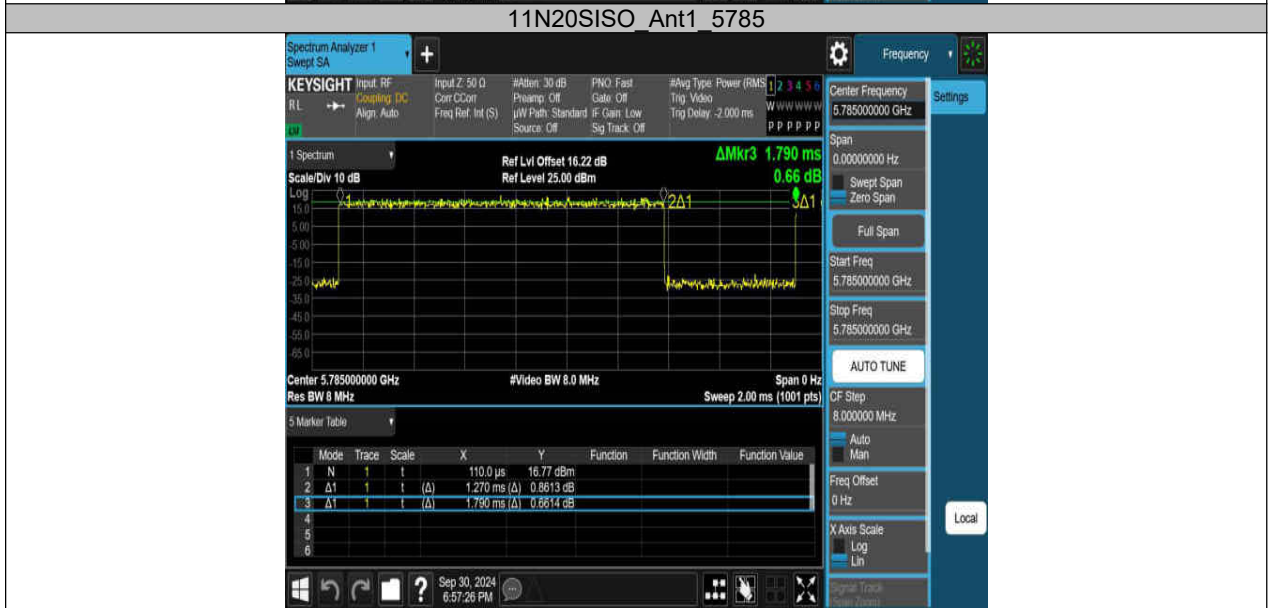 11N20SISO_Ant1_5785
Spectrum Analyzer 1
Swept SA
+
Frequency
KEYSIGHT
RL
LM
Input: RF
Coupling: DC
Align: Auto
Input Z: 50 Ω
Corr CCorr
Freq Ref: Int (S)
#Atten: 30 dB
Preamp: Off
µW Path: Standard
Source: Off
PNO: Fast
Gate: Off
IF Gain: Low
Sig Track: Off
#Avg Type: Power (RMS
Trig: Video
Trig Delay: -2.000 ms
1 2 3 4 5 6
W W W W W W
P P P P P P
Center Frequency
5.785000000 GHz
Settings
Span
0.00000000 Hz
Swept Span
Zero Span
Full Span
Start Freq
5.785000000 GHz
Stop Freq
5.785000000 GHz
AUTO TUNE
CF Step
8.000000 MHz
Auto
Man
Freq Offset
0 Hz
X Axis Scale
Log
Lin
Signal Track
(Span Zoom)
Local
1 Spectrum
Scale/Div 10 dB
Ref Lvl Offset 16.22 dB
Ref Level 25.00 dBm
ΔMkr3 1.790 ms
0.66 dB
Log
15.0
5.00
-5.00
-15.0
-25.0
-35.0
-45.0
-55.0
-65.0
1
2Δ1
3Δ1
Center 5.785000000 GHz
#Video BW 8.0 MHz
Span 0 Hz
Res BW 8 MHz
Sweep 2.00 ms (1001 pts)
5 Marker Table
Mode Trace Scale X Y Function Function Width Function Value
1 N 1 t 110.0 µs 16.77 dBm
2 Δ1 1 t (Δ) 1.270 ms (Δ) 0.8613 dB
3 Δ1 1 t (Δ) 1.790 ms (Δ) 0.6614 dB
4
5
6
?
Sep 30, 2024
6:57:26 PM